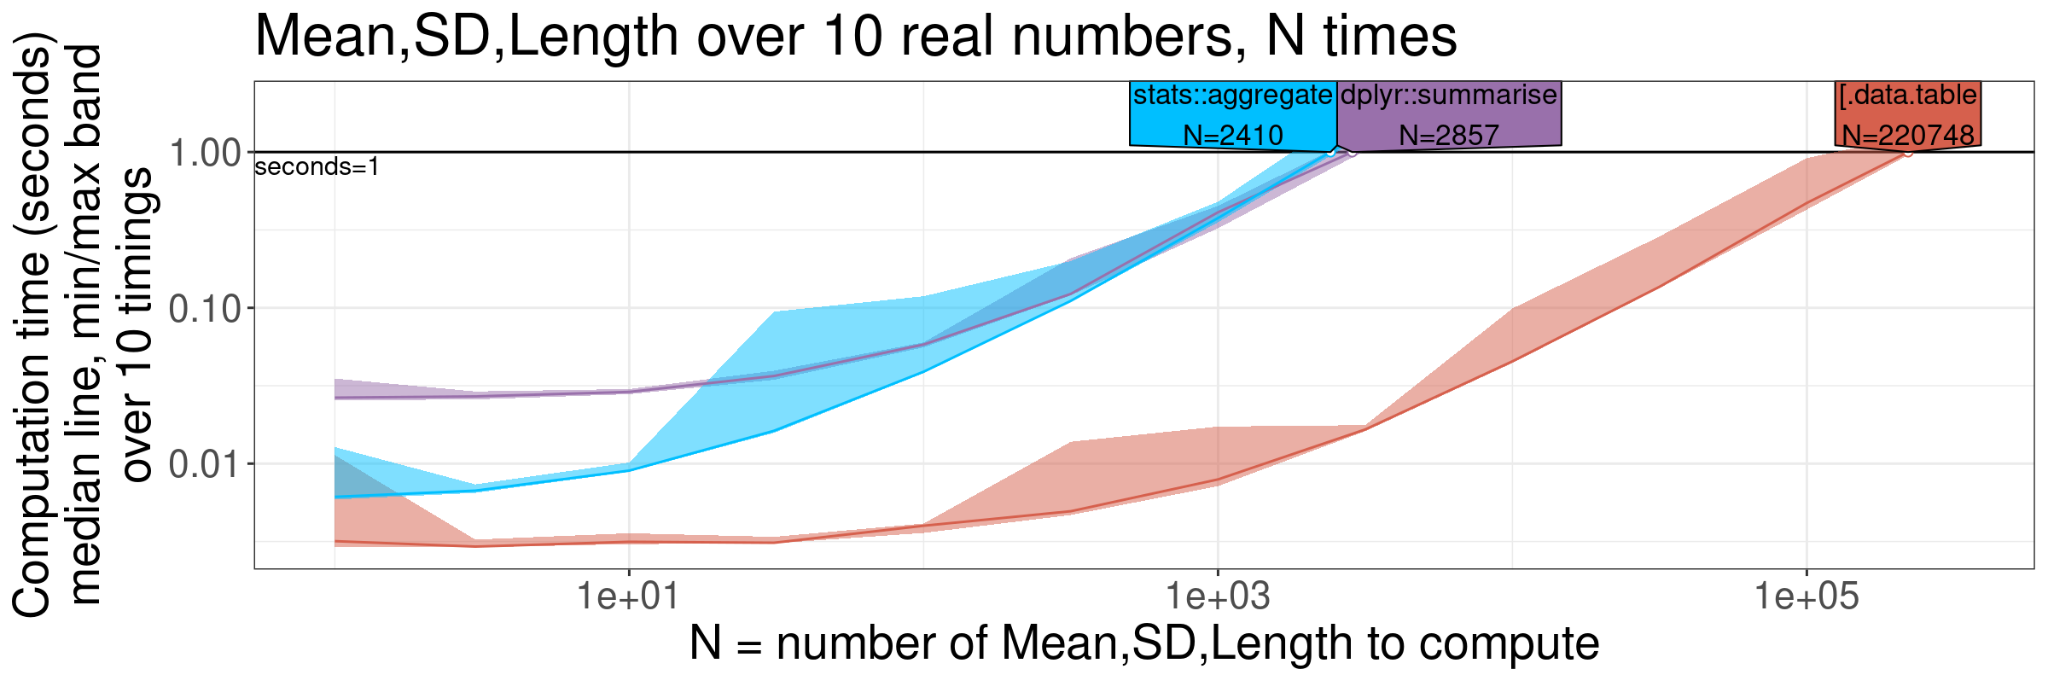 Mean,SD,Length over 10 real numbers, N times
Computation time (seconds)
median line, min/max band
over 10 timings
1.00
0.10
0.01
seconds=1
stats::aggregate
N=2410
dplyr::summarise
N=2857
[.data.table
N=220748
1e+01
1e+03
1e+05
N = number of Mean,SD,Length to compute